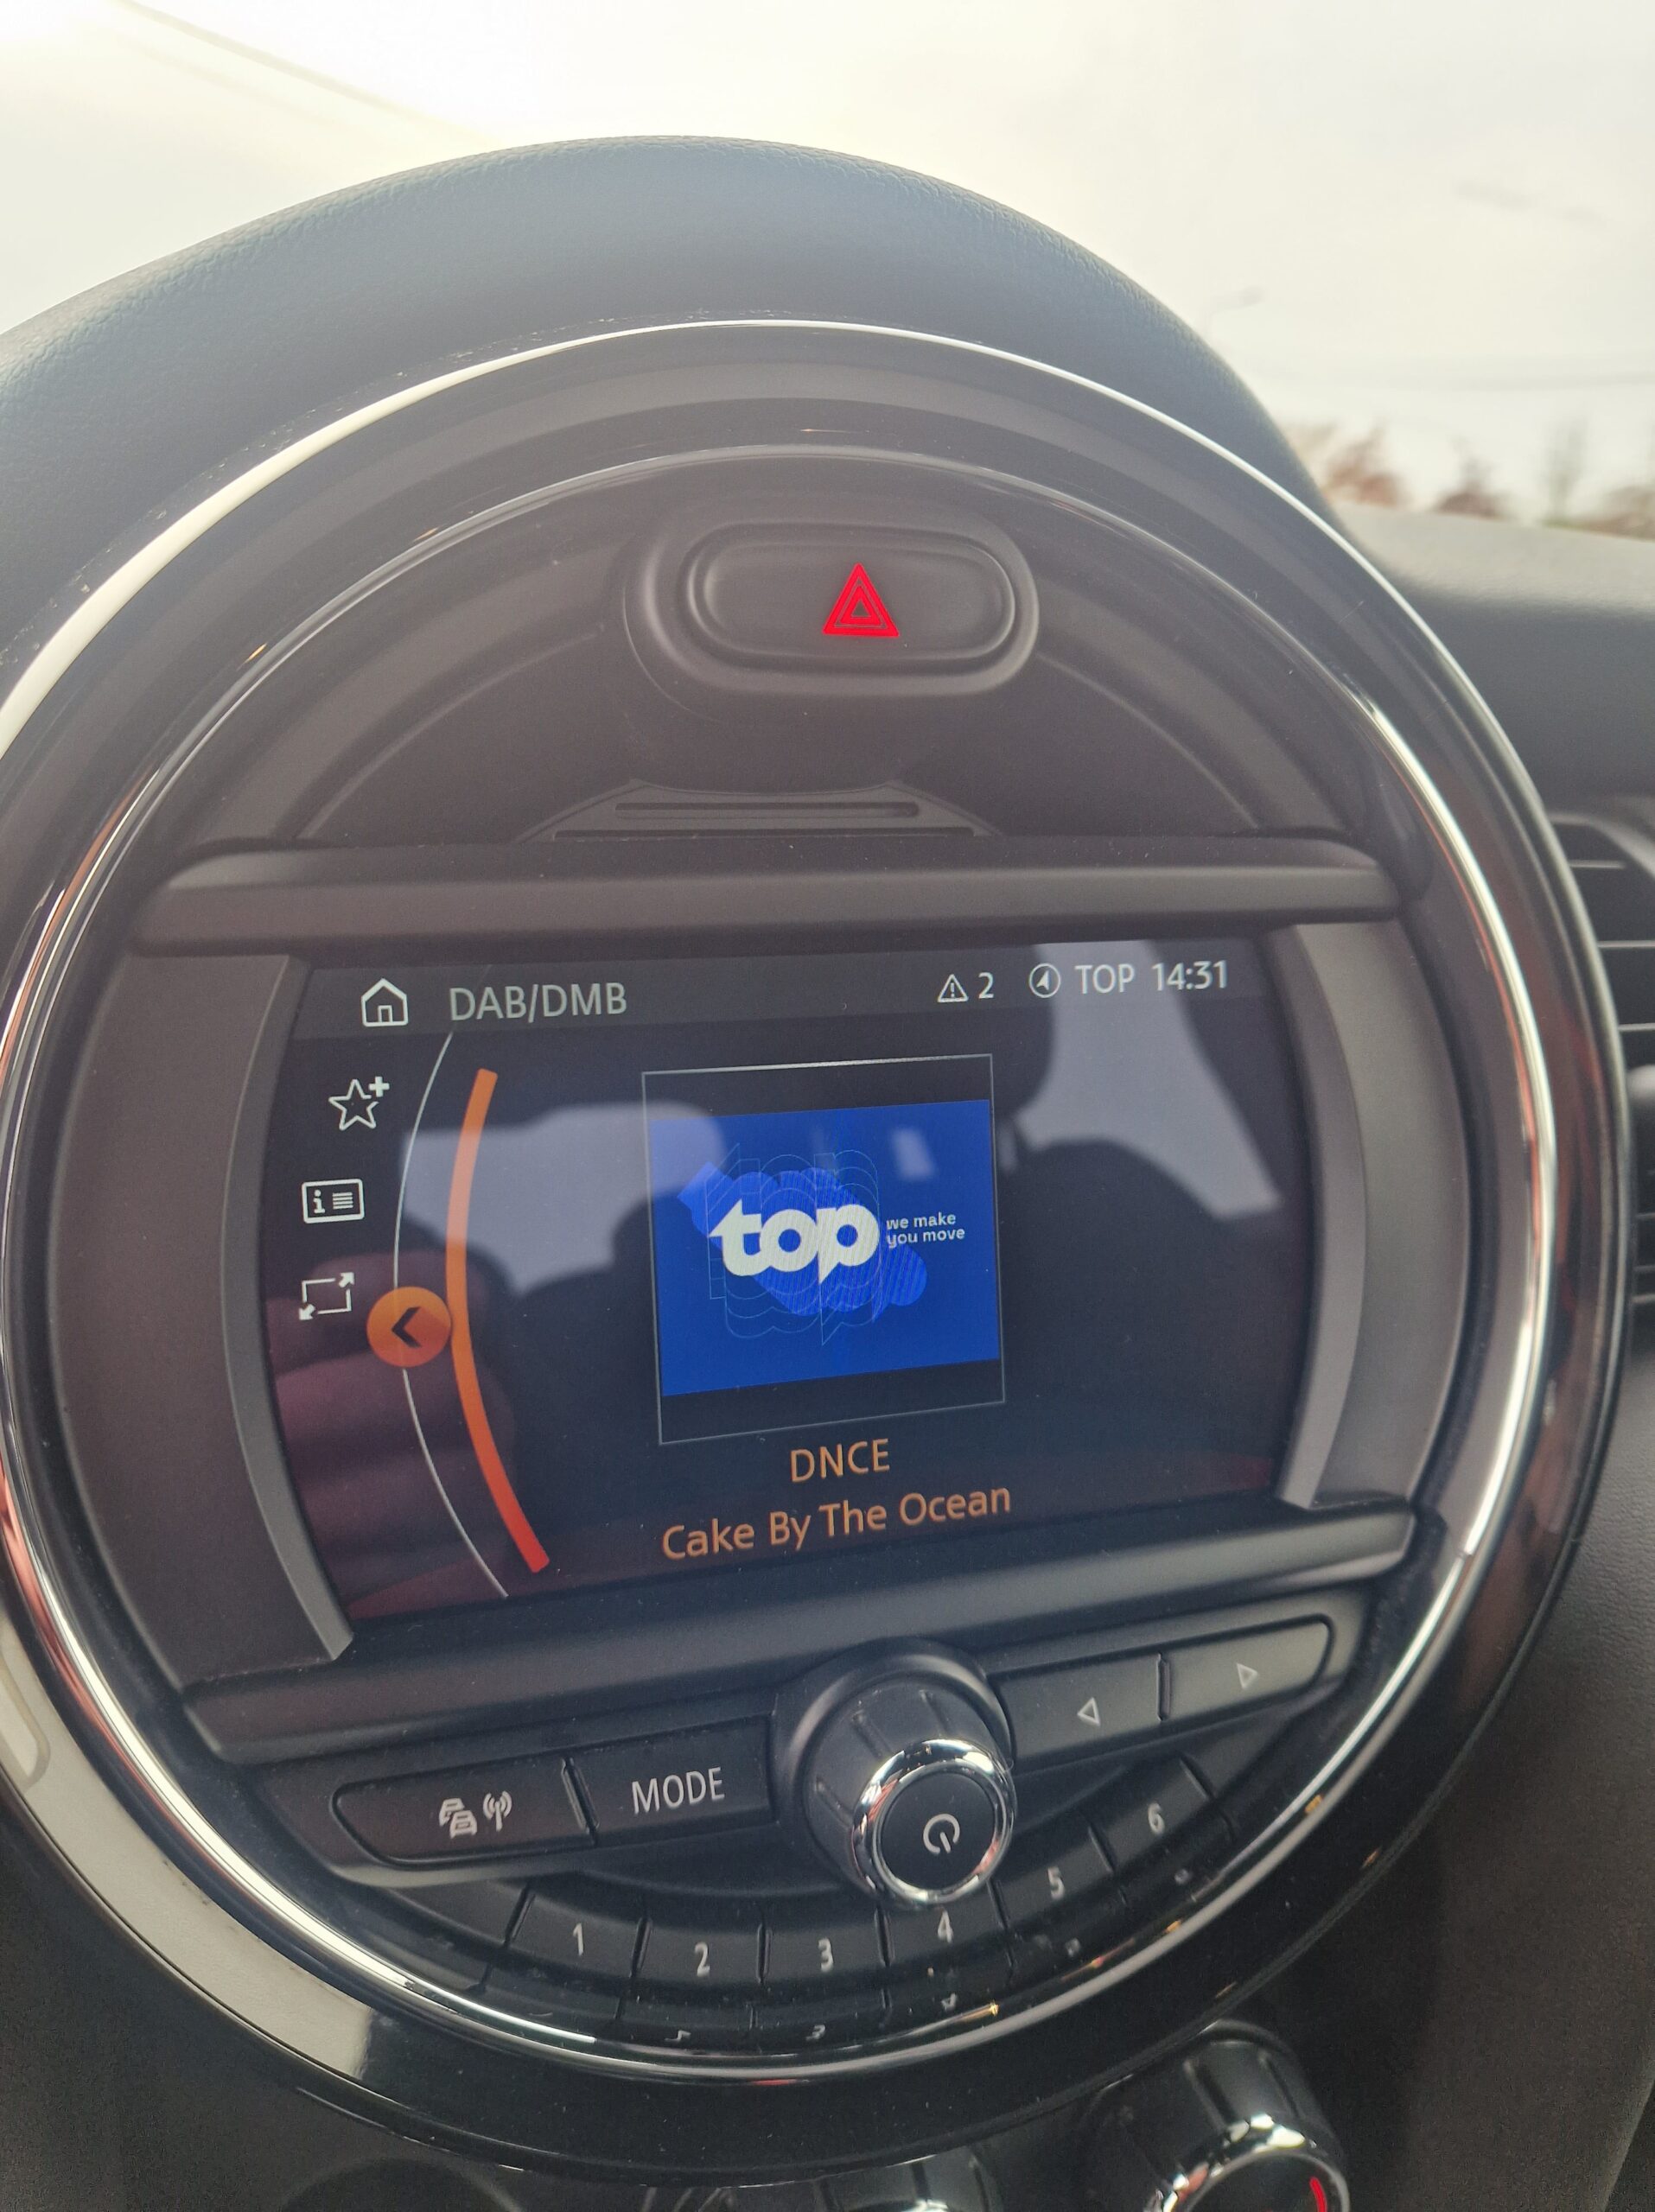 DAB/DMB
2 TOP 14:31
top
we make
you move
DNCE
Cake By The Ocean
MODE
1 2 3 4 5 6